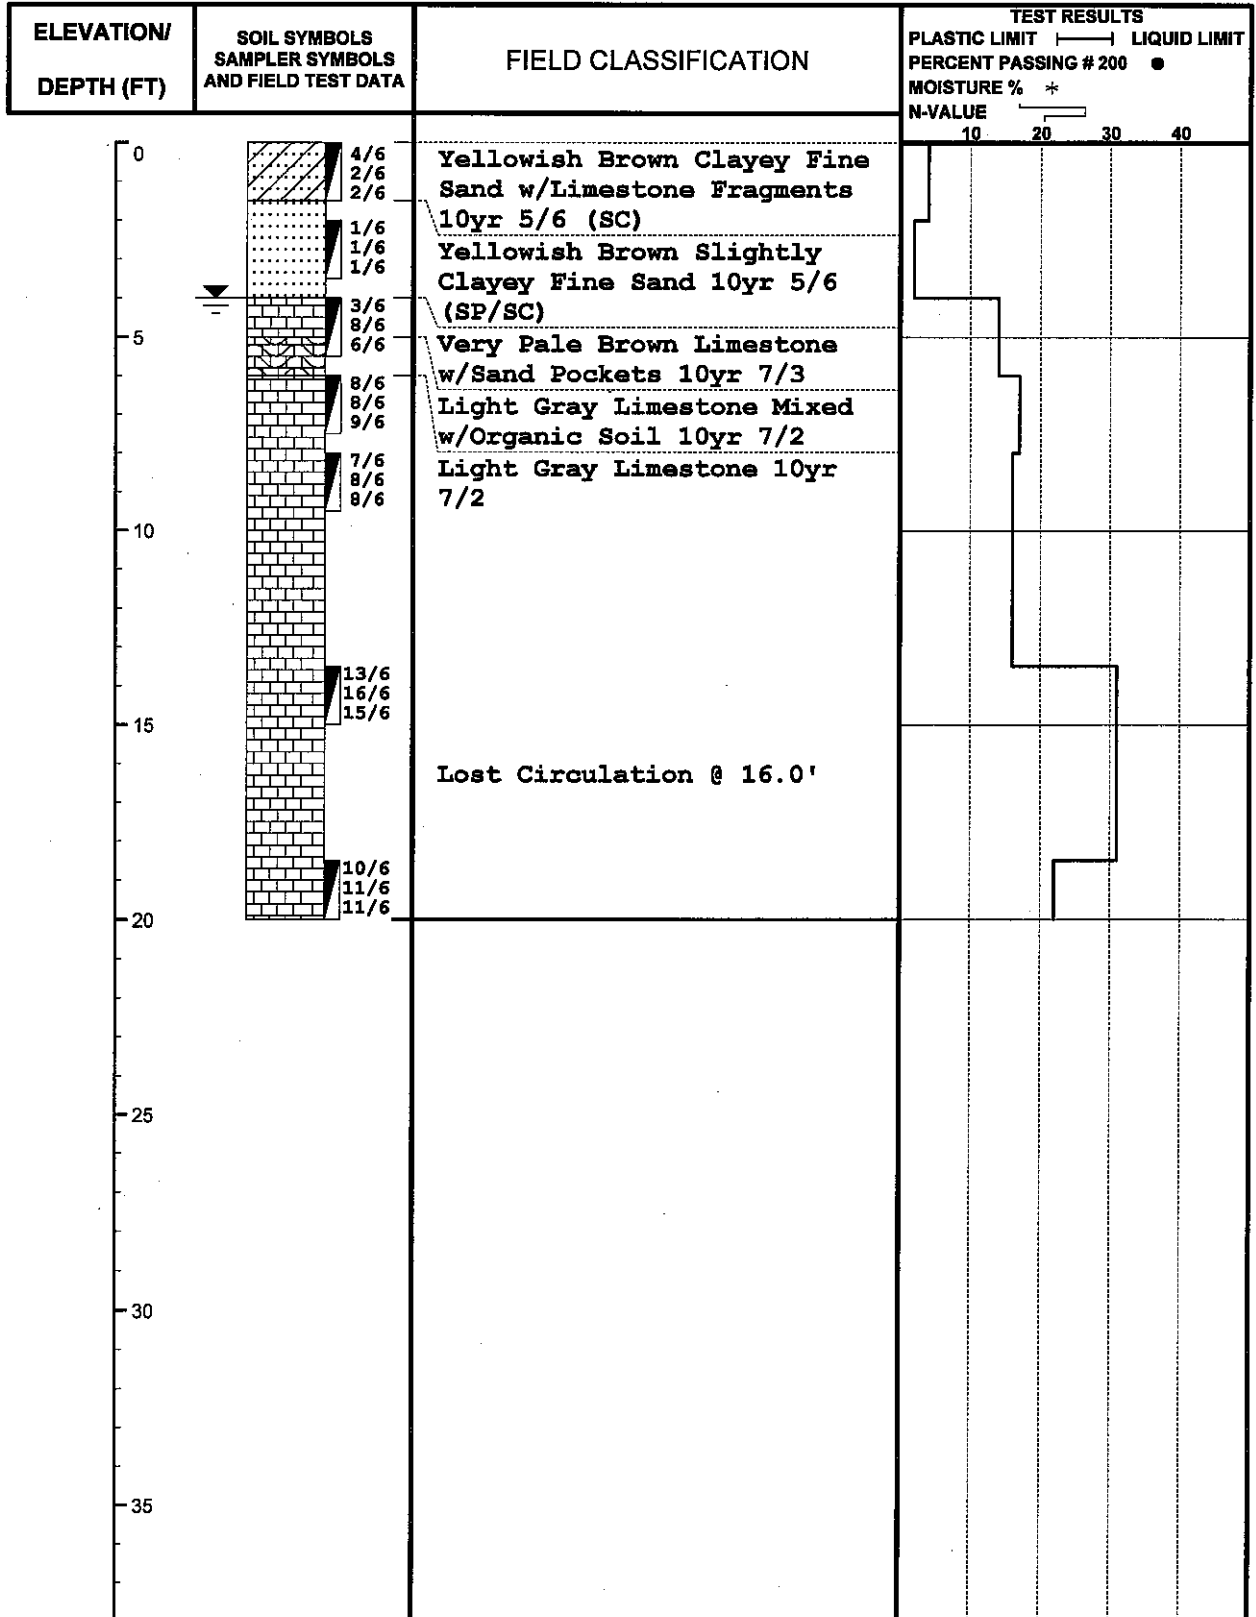 ELEVATION/
DEPTH (FT)
SOIL SYMBOLS
SAMPLER SYMBOLS
AND FIELD TEST DATA
FIELD CLASSIFICATION
TEST RESULTS
PLASTIC LIMIT LIQUID LIMIT
PERCENT PASSING # 200 ●
MOISTURE % *
N-VALUE
10 20 30 40
0
5
10
15
20
25
30
35
4/6
2/6
2/6
1/6
1/6
1/6
3/6
8/6
6/6
8/6
8/6
9/6
7/6
8/6
8/6
13/6
16/6
15/6
10/6
11/6
11/6
Yellowish Brown Clayey Fine
Sand w/Limestone Fragments
10yr 5/6 (SC)
Yellowish Brown Slightly
Clayey Fine Sand 10yr 5/6
(SP/SC)
Very Pale Brown Limestone
w/Sand Pockets 10yr 7/3
Light Gray Limestone Mixed
w/Organic Soil 10yr 7/2
Light Gray Limestone 10yr
7/2
Lost Circulation @ 16.0'